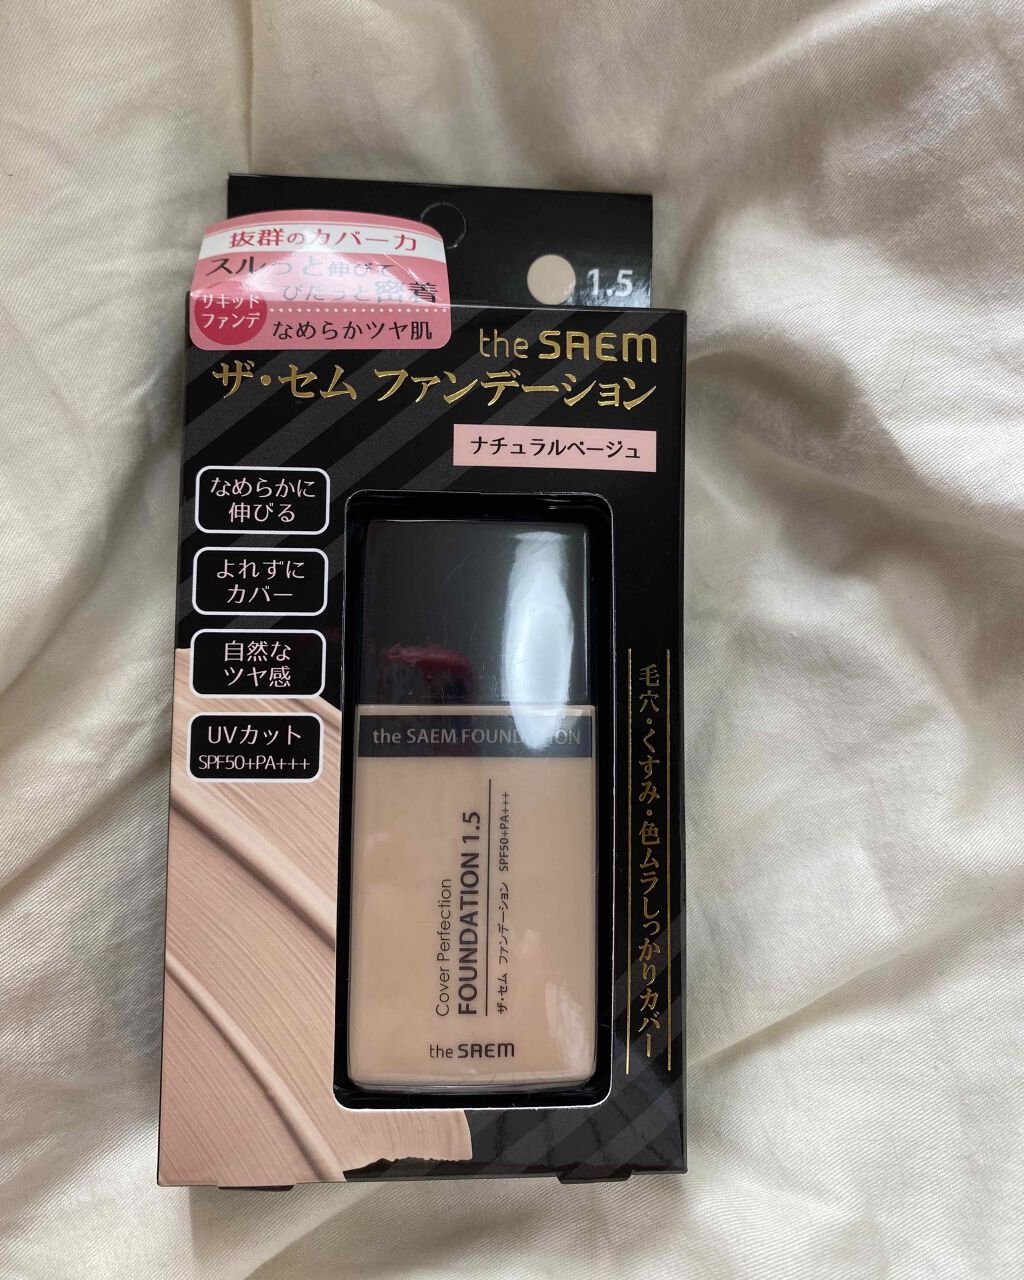 抜群のカバー力
スルっと伸びて
ぴたっと密着
リキッド
ファンデ
なめらかツヤ肌
1.5
the SAEM
ザ・セム ファンデーション
ナチュラルベージュ
なめらかに
伸びる
よれずに
カバー
自然な
ツヤ感
UVカット
SPF50+PA+++
毛穴・くすみ・色ムラしっかりカバー
the SAEM FOUNDATION
Cover Perfection
FOUNDATION 1.5
ザ・セム ファンデーション SPF50+PA+++
the SAEM